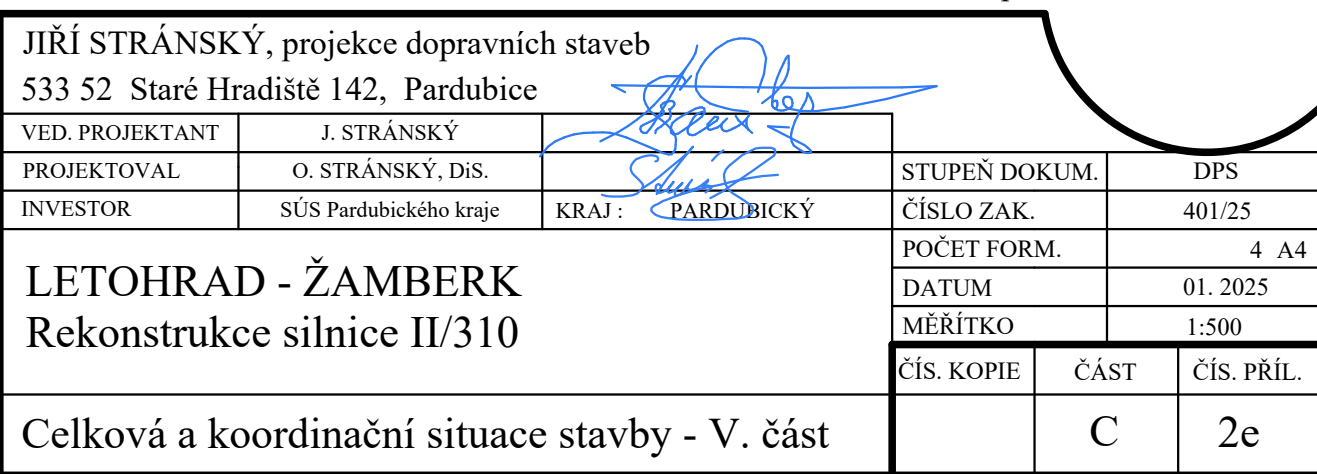 JIŘÍ STRÁNSKÝ, projekce dopravních staveb
533 52 Staré Hradiště 142, Pardubice
VED. PROJEKTANT J. STRÁNSKÝ
PROJEKTOVAL O. STRÁNSKÝ, DiS.
INVESTOR SÚS Pardubického kraje KRAJ : PARDUBICKÝ
STUPEŇ DOKUM. DPS
ČÍSLO ZAK. 401/25
POČET FORM. 4 A4
DATUM 01. 2025
MĚŘÍTKO 1:500
LETOHRAD - ŽAMBERK
Rekonstrukce silnice II/310
ČÍS. KOPIE ČÁST ČÍS. PŘÍL.
Celková a koordinační situace stavby - V. část
C 2e